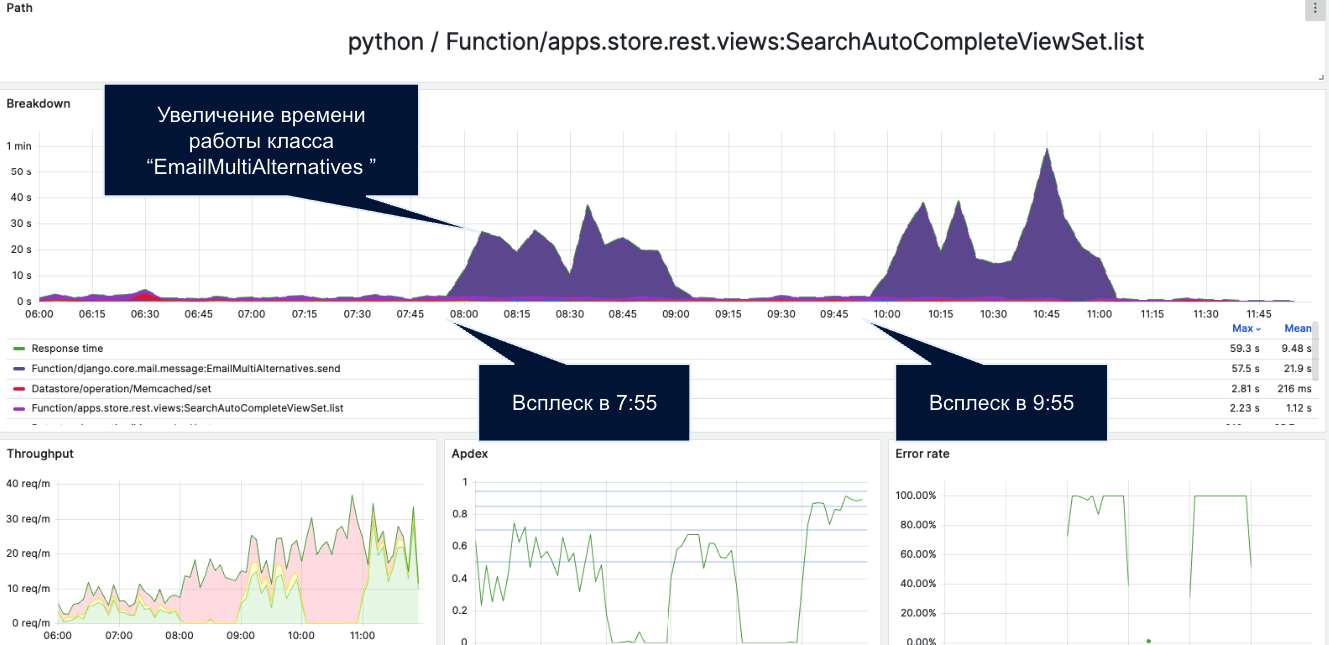 Path
python / Function/apps.store.rest.views:SearchAutoCompleteViewSet.list
Breakdown
Увеличение времени
работы класса
“EmailMultiAlternatives ”
1 min
50 s
40 s
30 s
20 s
10 s
0 s
06:00 06:15 06:30 06:45 07:00 07:15 07:30 07:45 08:00 08:15 08:30 08:45 09:00 09:15 09:30 09:45 10:00 10:15 10:30 10:45 11:00 11:15 11:30 11:45
Max Mean
Response time 59.3 s 9.48 s
Function/django.core.mail.message:EmailMultiAlternatives.send 57.5 s 21.9 s
Datastore/operation/Memcached/set 2.81 s 216 ms
Function/apps.store.rest.views:SearchAutoCompleteViewSet.list 2.23 s 1.12 s
Всплеск в 7:55
Всплеск в 9:55
Throughput
40 req/m
30 req/m
20 req/m
10 req/m
0 req/m
06:00 07:00 08:00 09:00 10:00 11:00
Apdex
1
0.8
0.6
0.4
0.2
0
Error rate
100.00%
80.00%
60.00%
40.00%
20.00%
0.00%